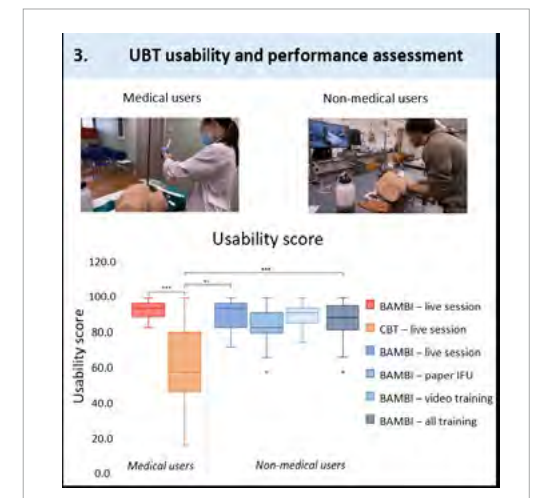 3. UBT usability and performance assessment
Medical users Non-medical users
Usability score
120.0
100.0
80.0
60.0
40.0
20.0
0.0
Usability score
***
**
***
BAMBI – live session
CBT – live session
BAMBI – live session
BAMBI – paper IFU
BAMBI – video training
BAMBI – all training
Medical users Non-medical users